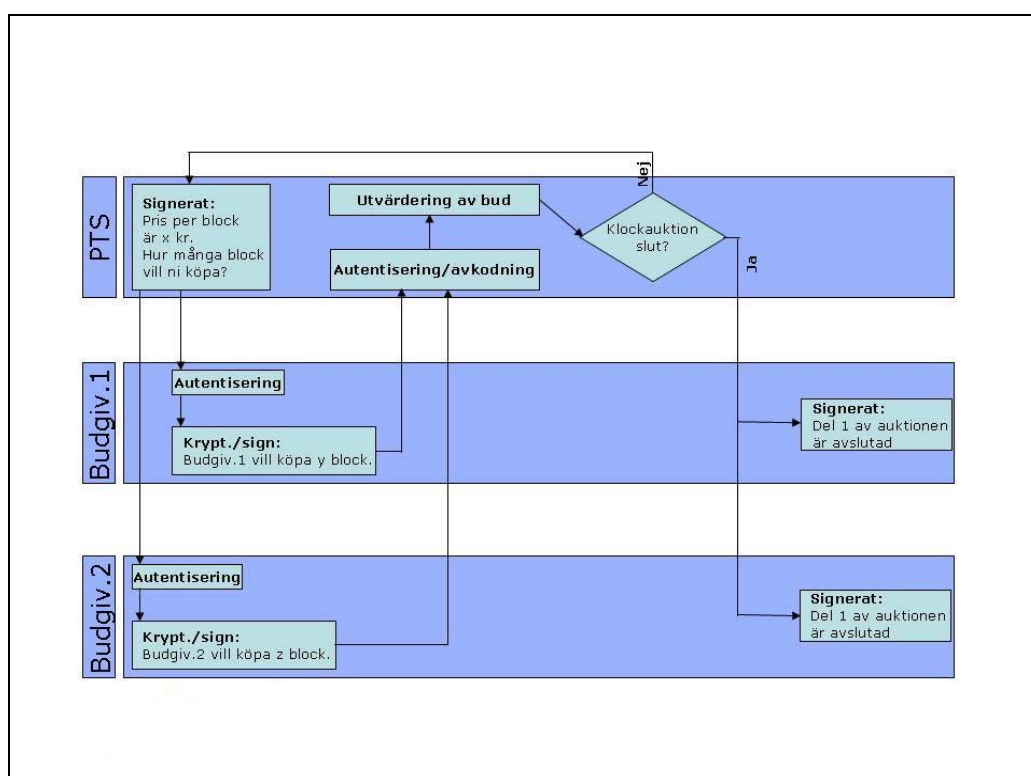 Nej
PTS
Signerat:
Pris per block
är x kr.
Hur många block
vill ni köpa?
Utvärdering av bud
Autentisering/avkodning
Klockauktion
slut?
Ja
Budgiv.1
Autentisering
Krypt./sign:
Budgiv.1 vill köpa y block.
Signerat:
Del 1 av auktionen
är avslutad
Budgiv.2
Autentisering
Krypt./sign:
Budgiv.2 vill köpa z block.
Signerat:
Del 1 av auktionen
är avslutad